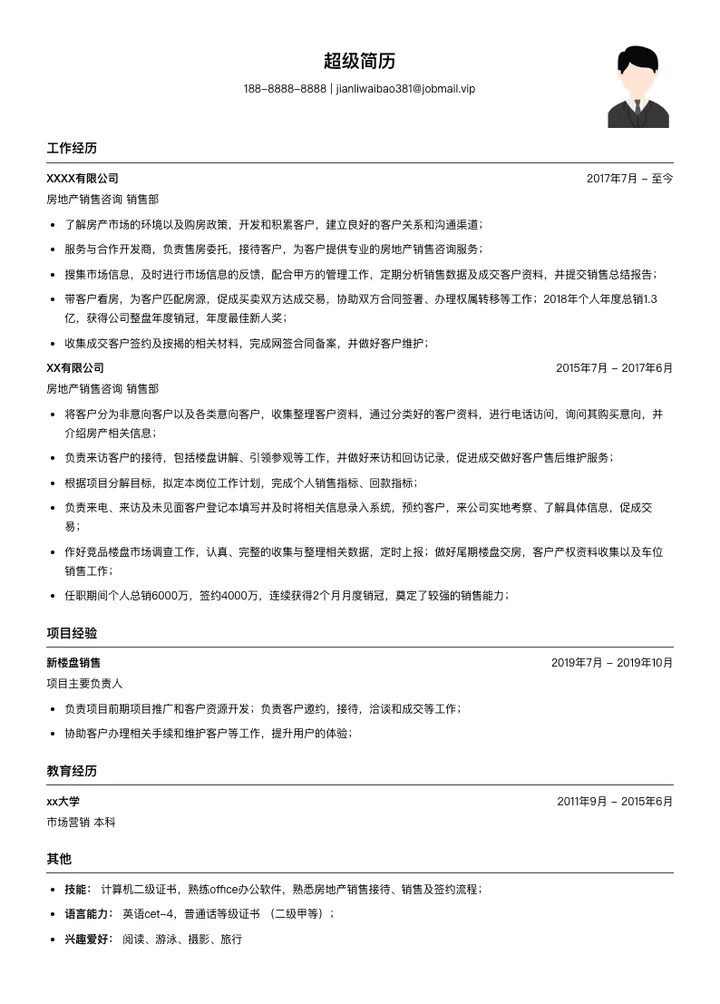 超级简历
188-8888-8888 | jianliwaibao381@jobmail.vip
工作经历
XXXX有限公司 2017年7月 – 至今
房地产销售咨询 销售部
• 了解房产市场的环境以及购房政策，开发和积累客户，建立良好的客户关系和沟通渠道；
• 服务与合作开发商，负责售房委托，接待客户，为客户提供专业的房地产销售咨询服务；
• 搜集市场信息，及时进行市场信息的反馈，配合甲方的管理工作，定期分析销售数据及成交客户资料，并提交销售总结报告；
• 带客户看房，为客户匹配房源，促成买卖双方达成交易，协助双方合同签署、办理权属转移等工作；2018年个人年度总销1.3
亿，获得公司整盘年度销冠，年度最佳新人奖；
• 收集成交客户签约及按揭的相关材料，完成网签合同备案，并做好客户维护；
XX有限公司 2015年7月 – 2017年6月
房地产销售咨询 销售部
• 将客户分为非意向客户以及各类意向客户，收集整理客户资料，通过分类好的客户资料，进行电话访问，询问其购买意向，并
介绍房产相关信息；
• 负责来访客户的接待，包括楼盘讲解、引领参观等工作，并做好来访和回访记录，促进成交做好客户售后维护服务；
• 根据项目分解目标，拟定本岗位工作计划，完成个人销售指标、回款指标；
• 负责来电、来访及未见面客户登记本填写并及时将相关信息录入系统，预约客户，来公司实地考察、了解具体信息，促成交
易；
• 作好竞品楼盘市场调查工作，认真、完整的收集与整理相关数据，定时上报；做好尾期楼盘交房，客户产权资料收集以及车位
销售工作；
• 任职期间个人总销6000万，签约4000万，连续获得2个月月度销冠，奠定了较强的销售能力；
项目经验
新楼盘销售 2019年7月 – 2019年10月
项目主要负责人
• 负责项目前期项目推广和客户资源开发；负责客户邀约，接待，洽谈和成交等工作；
• 协助客户办理相关手续和维护客户等工作，提升用户的体验；
教育经历
xx大学 2011年9月 – 2015年6月
市场营销 本科
其他
• 技能： 计算机二级证书，熟练office办公软件，熟悉房地产销售接待、销售及签约流程；
• 语言能力： 英语cet-4，普通话等级证书 （二级甲等）；
• 兴趣爱好： 阅读、游泳、摄影、旅行